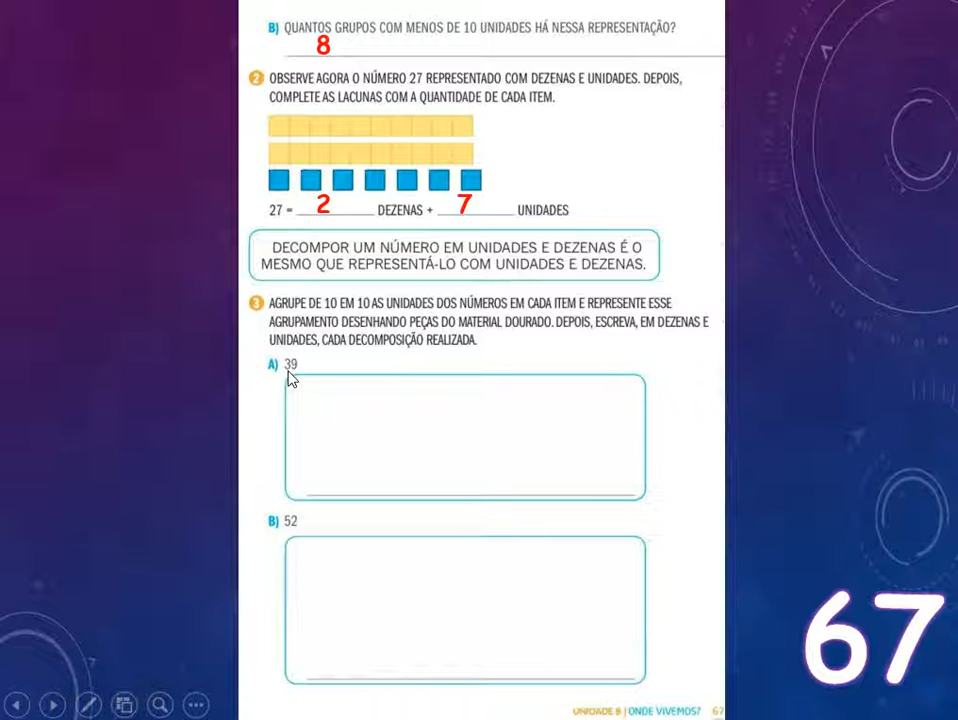 B) QUANTOS GRUPOS COM MENOS DE 10 UNIDADES HÁ NESSA REPRESENTAÇÃO?
8
2 OBSERVE AGORA O NÚMERO 27 REPRESENTADO COM DEZENAS E UNIDADES. DEPOIS,
COMPLETE AS LACUNAS COM A QUANTIDADE DE CADA ITEM.
27 = 2 DEZENAS + 7 UNIDADES
DECOMPOR UM NÚMERO EM UNIDADES E DEZENAS É O
MESMO QUE REPRESENTÁ-LO COM UNIDADES E DEZENAS.
3 AGRUPE DE 10 EM 10 AS UNIDADES DOS NÚMEROS EM CADA ITEM E REPRESENTE ESSE
AGRUPAMENTO DESENHANDO PEÇAS DO MATERIAL DOURADO. DEPOIS, ESCREVA, EM DEZENAS E
UNIDADES, CADA DECOMPOSIÇÃO REALIZADA.
A) 39
B) 52
67
UNIDADE 8 | ONDE VIVEMOS? 67